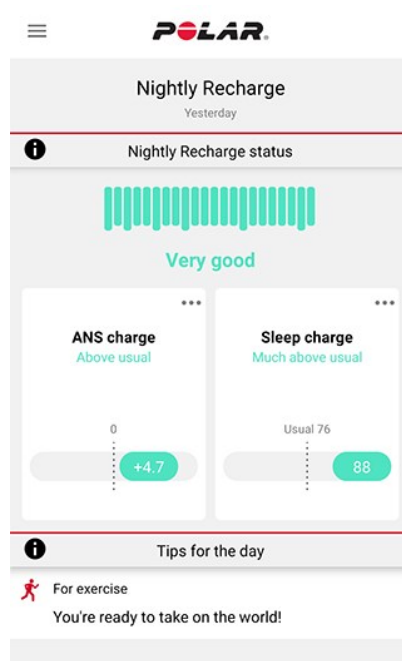 POLAR.
Nightly Recharge
Yesterday
Nightly Recharge status
Very good
ANS charge
Above usual
0
+4.7
Sleep charge
Much above usual
Usual 76
88
Tips for the day
For exercise
You're ready to take on the world!